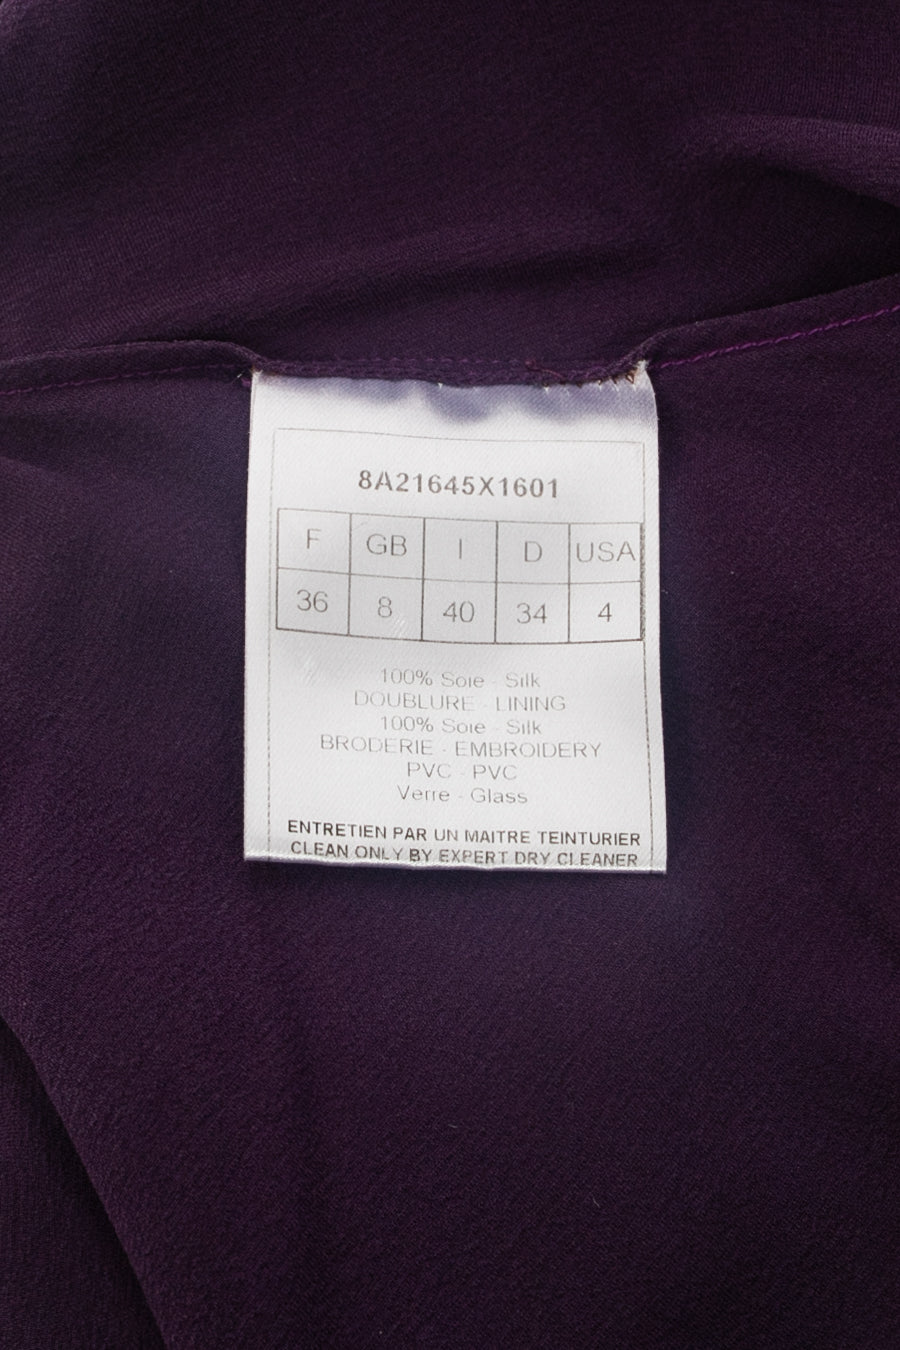 8A21645X1601
F GB I D USA
36 8 40 34 4
100% Soie - Silk
DOUBLURE - LINING
100% Soie - Silk
BRODERIE - EMBROIDERY
PVC - PVC
Verre - Glass
ENTRETIEN PAR UN MAITRE TEINTURIER
CLEAN ONLY BY EXPERT DRY CLEANER